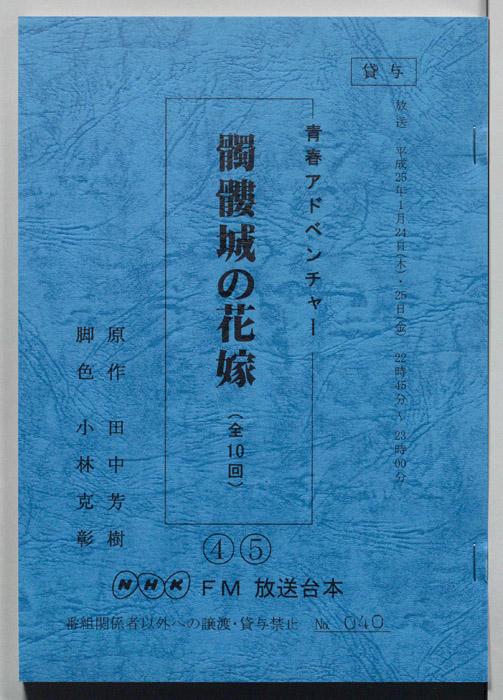 貸与
放送 平成25年1月24日(木)・25日(金) 22時45分~23時00分
青春アドベンチャー
髑髏城の花嫁(全10回)
原作 田中芳樹
脚色 小林克彰
④⑤
NHK FM 放送台本
番組関係者以外への譲渡・貸与禁止 No. 040